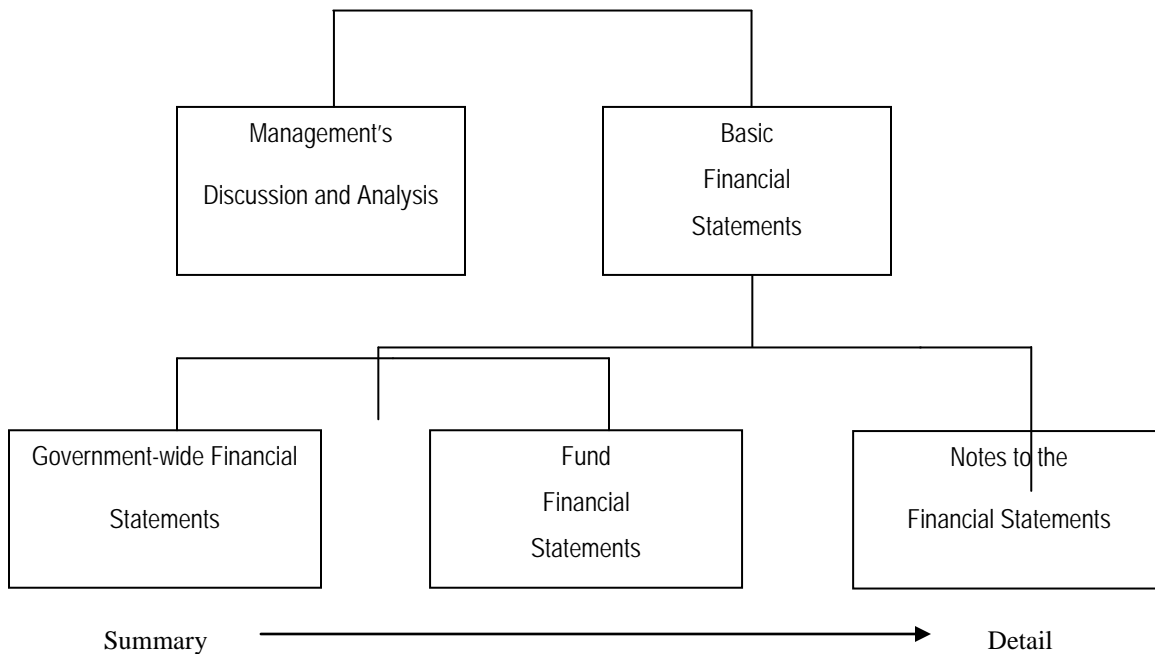 Management's
Discussion and Analysis
Basic
Financial
Statements
Government-wide Financial
Statements
Fund
Financial
Statements
Notes to the
Financial Statements
Summary
Detail